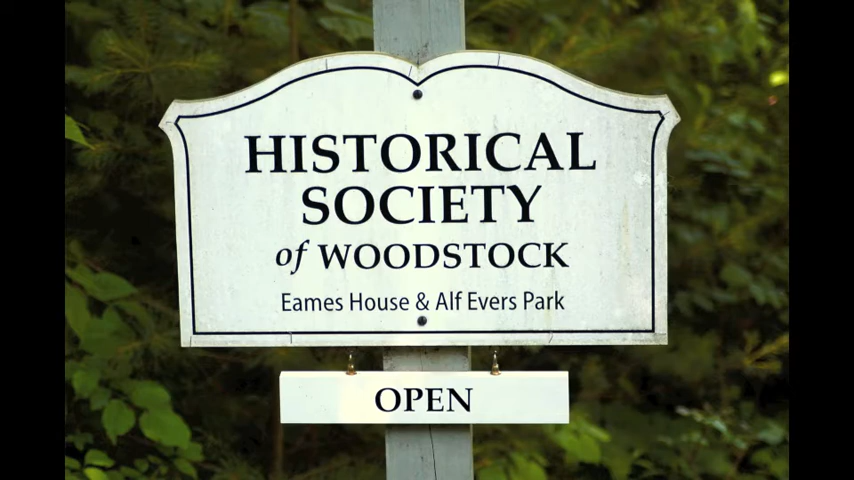 HISTORICAL
SOCIETY
of WOODSTOCK
Eames House & Alf Evers Park
OPEN